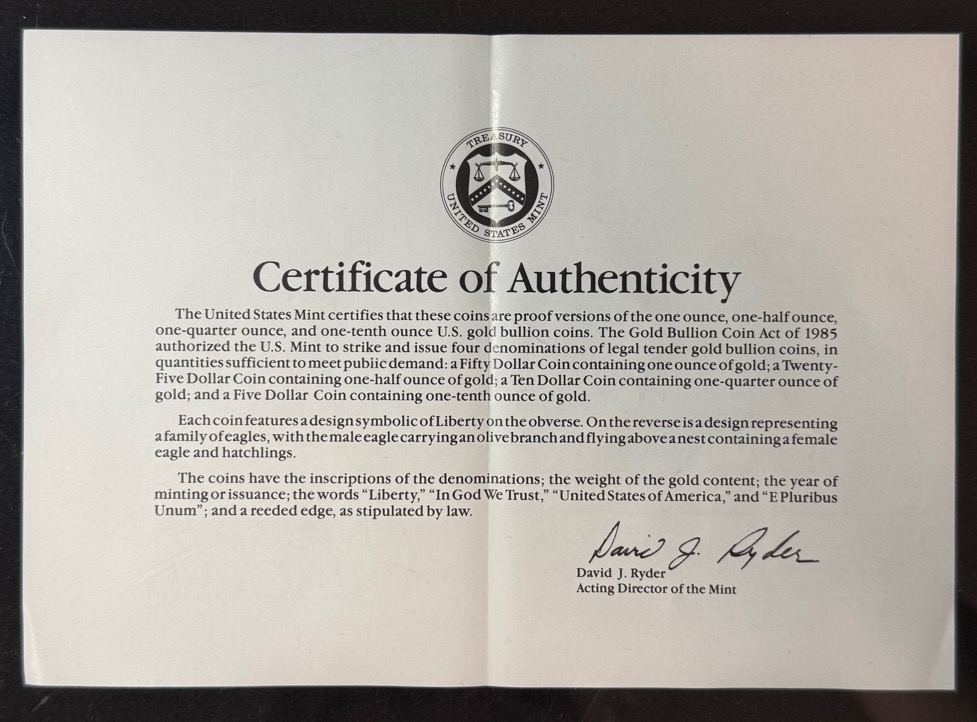 TREASURY
UNITED STATES MINT
Certificate of Authenticity
The United States Mint certifies that these coins are proof versions of the one ounce, one-half ounce,
one-quarter ounce, and one-tenth ounce U.S. gold bullion coins. The Gold Bullion Coin Act of 1985
authorized the U.S. Mint to strike and issue four denominations of legal tender gold bullion coins, in
quantities sufficient to meet pubiic demand: a Fifty Dollar Coin containing one ounce of gold; a Twenty-
Five Dollar Coin containing one-half ounce of gold; a Ten Dollar Coin containing one-quarter ounce of
gold; and a Five Dollar Coin containing one-tenth ounce of gold.
Each coin features a design symbolic of Liberty on the obverse. On the reverse is a design representing
a family of eagles, with the male eagle carrying an olive branch and flying above a nest containing a female
eagle and hatchlings.
The coins have the inscriptions of the denominations; the weight of the gold content; the year of
minting or issuance; the words “Liberty,” “In God We Trust,” “United States of America,” and “E Pluribus
Unum”; and a reeded edge, as stipulated by law.
David J. Ryder
David J. Ryder
Acting Director of the Mint